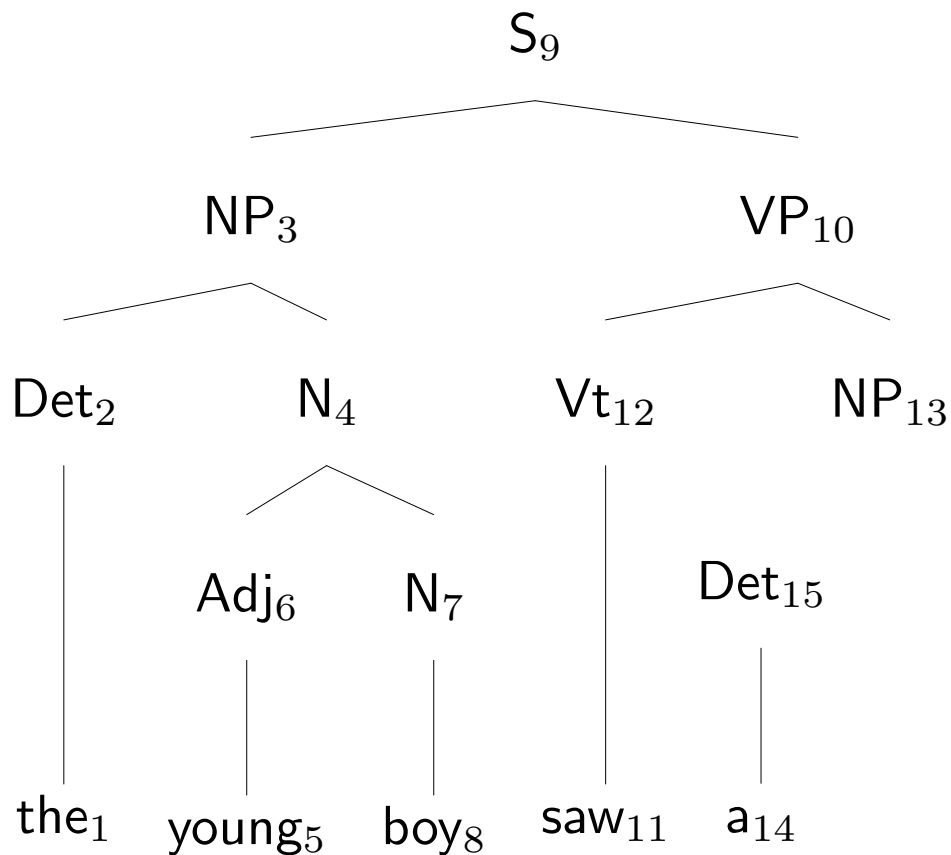 S₉
NP₃ VP₁₀
Det₂ N₄ Vt₁₂ NP₁₃
Adj₆ N₇ Det₁₅
the₁ young₅ boy₈ saw₁₁ a₁₄